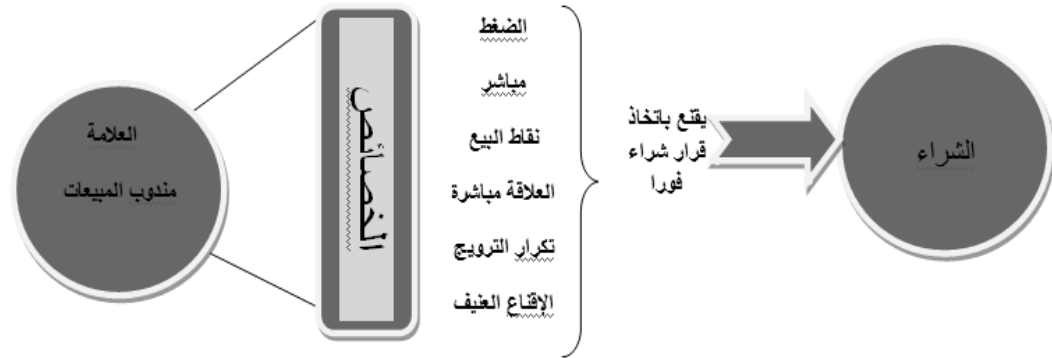 العلامة
مندوب المبيعات
الخصائص
الضغط
مباشر
نقاط البيع
العلاقة مباشرة
تكرار الترويج
الإقناع العنيف
يقنع باتخاذ
قرار شراء
فورا
الشراء